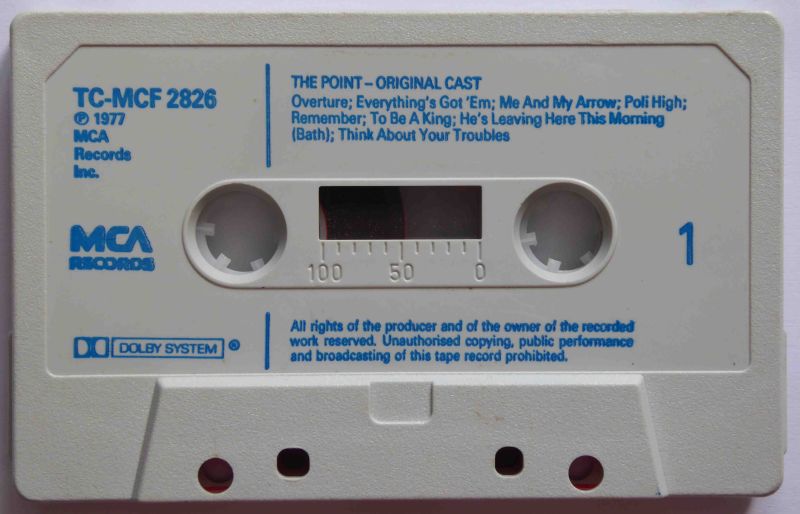 TC-MCF 2826
℗ 1977
MCA
Records
Inc.
MCA
RECORDS
THE POINT – ORIGINAL CAST
Overture; Everything's Got 'Em; Me And My Arrow; Poli High;
Remember; To Be A King; He's Leaving Here This Morning
(Bath); Think About Your Troubles
100 50 0
1
DOLBY SYSTEM ®
All rights of the producer and of the owner of the recorded
work reserved. Unauthorised copying, public performance
and broadcasting of this tape record prohibited.